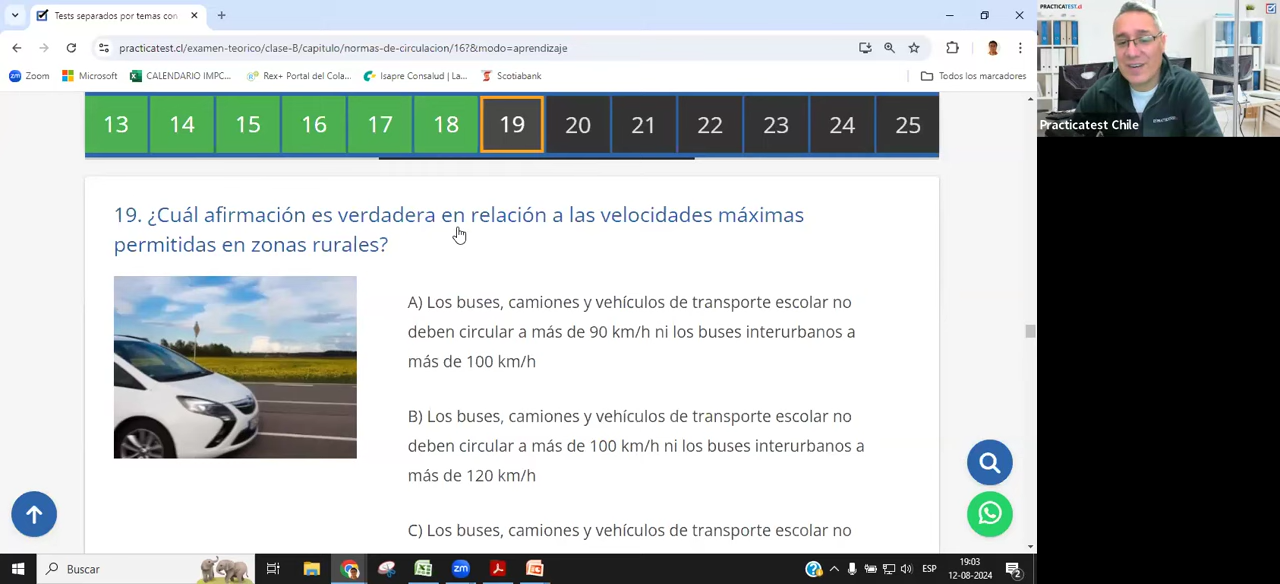 Tests separados por temas con
practicatest.cl/examen-teorico/clase-B/capitulo/normas-de-circulacion/16?&modo=aprendizaje
Zoom
Microsoft
CALENDARIO IMPC...
Rex+ Portal del Cola...
Isapre Consalud | La...
Scotiabank
Todos los marcadores
PRACTICATEST.cl
Practicatest Chile
13 14 15 16 17 18 19 20 21 22 23 24 25
19. ¿Cuál afirmación es verdadera en relación a las velocidades máximas
permitidas en zonas rurales?
A) Los buses, camiones y vehículos de transporte escolar no
deben circular a más de 90 km/h ni los buses interurbanos a
más de 100 km/h
B) Los buses, camiones y vehículos de transporte escolar no
deben circular a más de 100 km/h ni los buses interurbanos a
más de 120 km/h
C) Los buses, camiones y vehículos de transporte escolar no
Buscar
ESP
19:03
12-08-2024
2